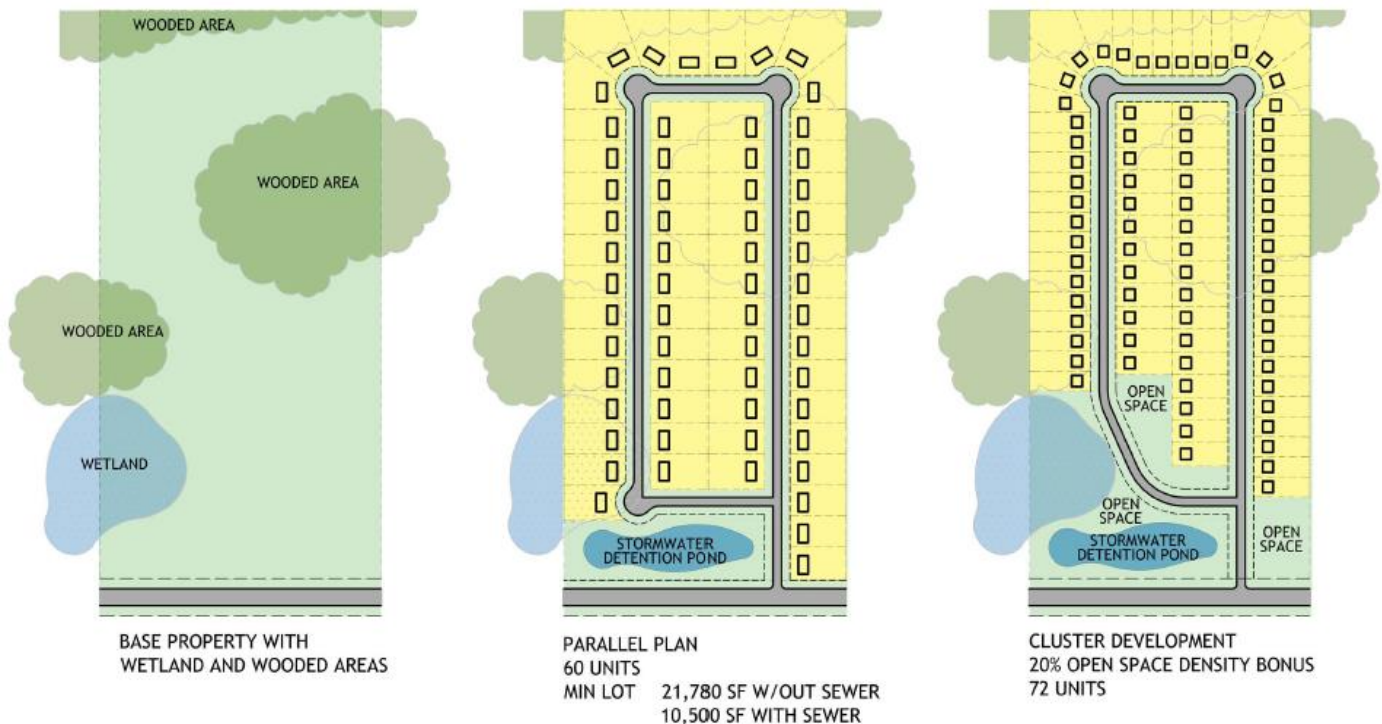 WOODED AREA
WOODED AREA
WOODED AREA
WETLAND
BASE PROPERTY WITH
WETLAND AND WOODED AREAS
STORMWATER
DETENTION POND
PARALLEL PLAN
60 UNITS
MIN LOT 21,780 SF W/OUT SEWER
10,500 SF WITH SEWER
OPEN
SPACE
OPEN
SPACE
STORMWATER
DETENTION POND
OPEN
SPACE
CLUSTER DEVELOPMENT
20% OPEN SPACE DENSITY BONUS
72 UNITS